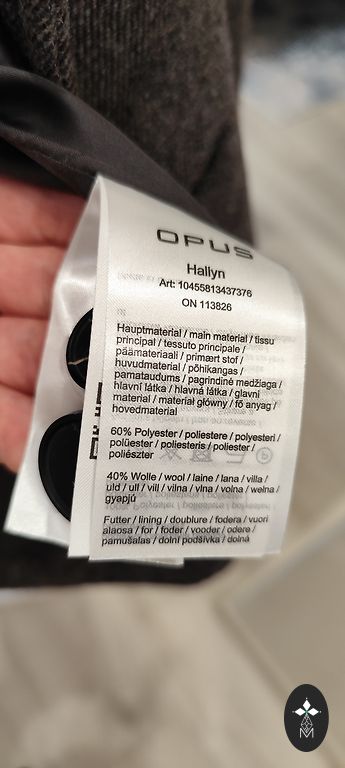 OPUS
Hallyn
Art: 10455813437376
ON 113826
Hauptmaterial / main material / tissu
principal / tessuto principale /
päämateriaali / primært stof /
huvudmaterial / põhikangas /
pamataudums / pagrindinė medžiaga /
hlavní látka / hlavná látka / glavni
material / materiał główny / fő anyag /
hovedmaterial
60% Polyester / poliestere / polyesteri /
polüester / poliesteris / poliester /
poliészter
40% Wolle / wool / laine / lana / villa /
uld / ull / vill / vilna / vlna / volna / wełna /
gyapjú
Futter / lining / doublure / fodera / vuori
alaosa / for / foder / vooder / odere /
pamušalas / dolní podšívka / dolná
M